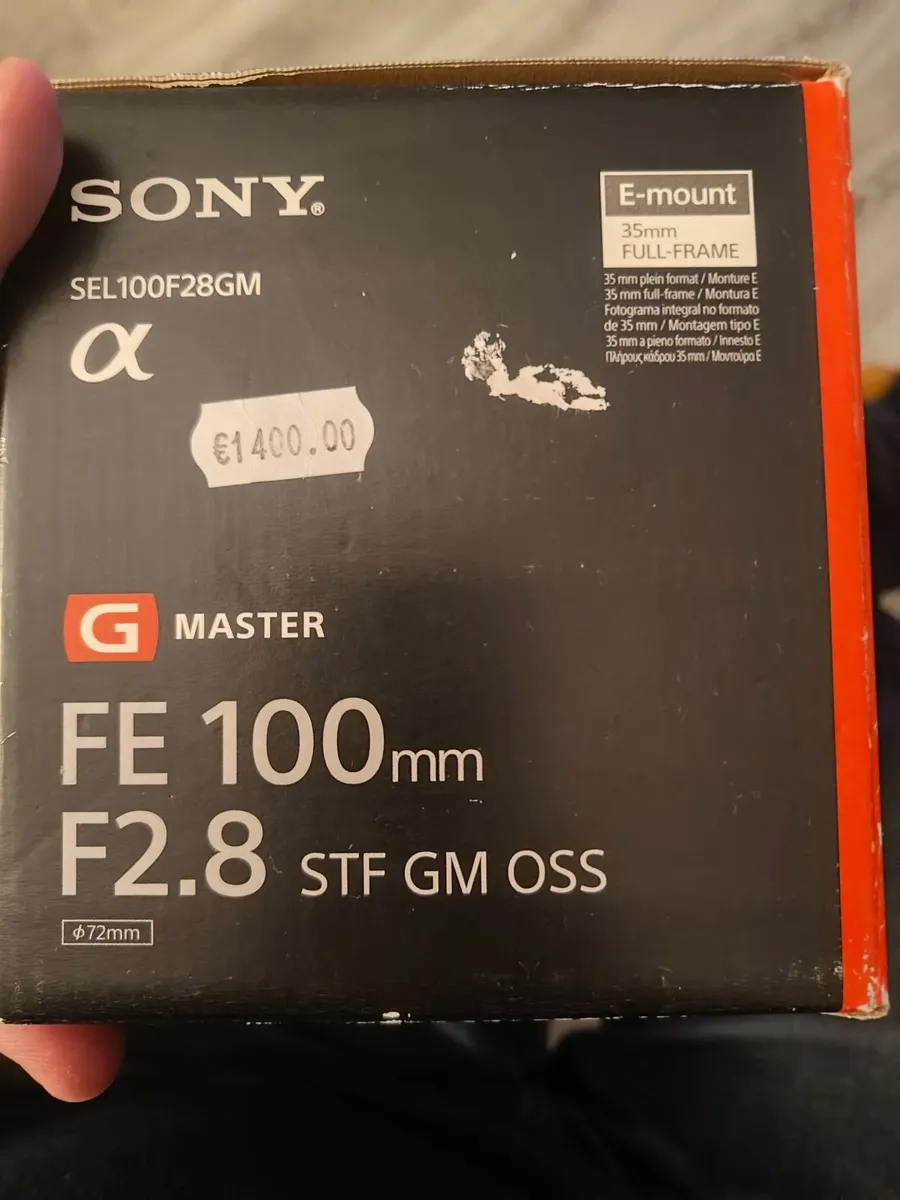 SONY®
SEL100F28GM
α
E-mount
35mm
FULL-FRAME
35 mm plein format / Monture E
35 mm full-frame / Montura E
Fotograma integral no formato
de 35 mm / Montagem tipo E
35 mm a pieno formato / Innesto E
Πλήρους κάδρου 35 mm / Μοντούρα E
€1400.00
G MASTER
FE 100mm
F2.8 STF GM OSS
ϕ72mm